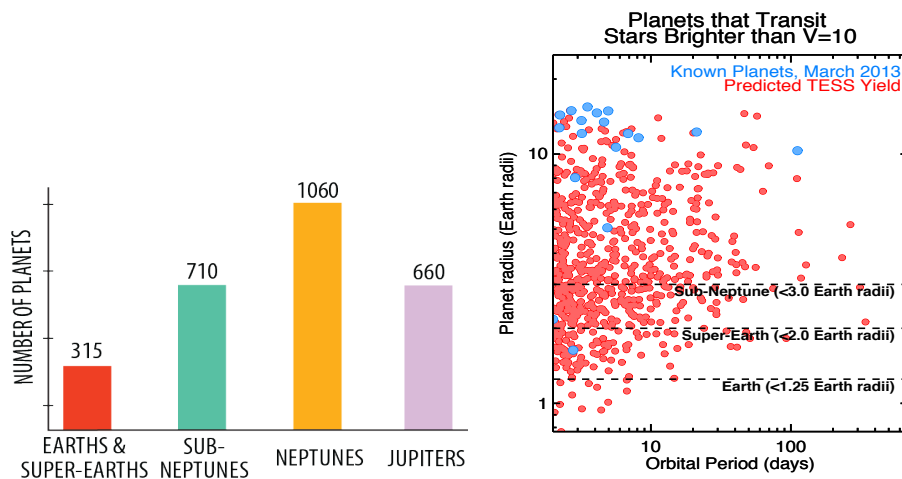 NUMBER OF PLANETS
315
710
1060
660
EARTHS &
SUPER-EARTHS
SUB-
NEPTUNES
NEPTUNES
JUPITERS
Planets that Transit
Stars Brighter than V=10
Known Planets, March 2013
Predicted TESS Yield
Planet radius (Earth radii)
10
1
Sub-Neptune (<3.0 Earth radii)
Super-Earth (<2.0 Earth radii)
Earth (<1.25 Earth radii)
10
100
Orbital Period (days)